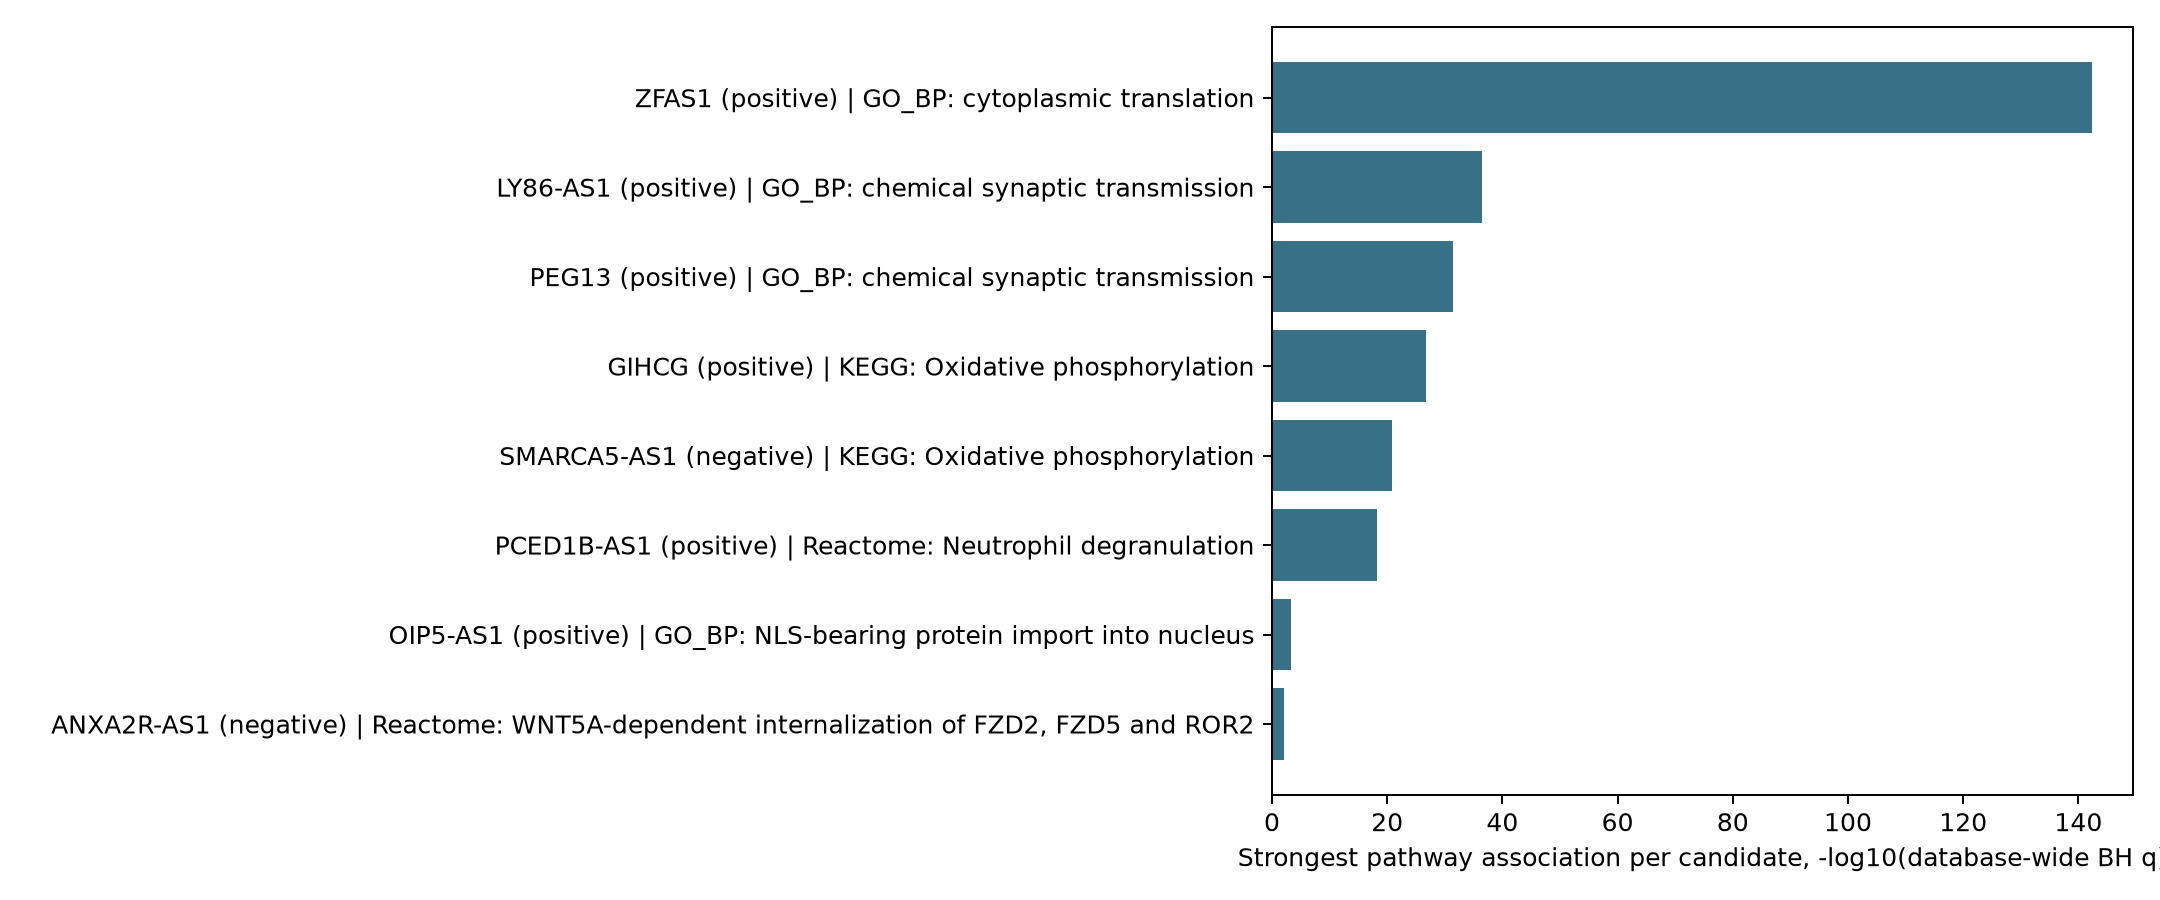 ZFAS1 (positive) | GO_BP: cytoplasmic translation
LY86-AS1 (positive) | GO_BP: chemical synaptic transmission
PEG13 (positive) | GO_BP: chemical synaptic transmission
GIHCG (positive) | KEGG: Oxidative phosphorylation
SMARCA5-AS1 (negative) | KEGG: Oxidative phosphorylation
PCED1B-AS1 (positive) | Reactome: Neutrophil degranulation
OIP5-AS1 (positive) | GO_BP: NLS-bearing protein import into nucleus
ANXA2R-AS1 (negative) | Reactome: WNT5A-dependent internalization of FZD2, FZD5 and ROR2
0 20 40 60 80 100 120 140
Strongest pathway association per candidate, -log10(database-wide BH q)